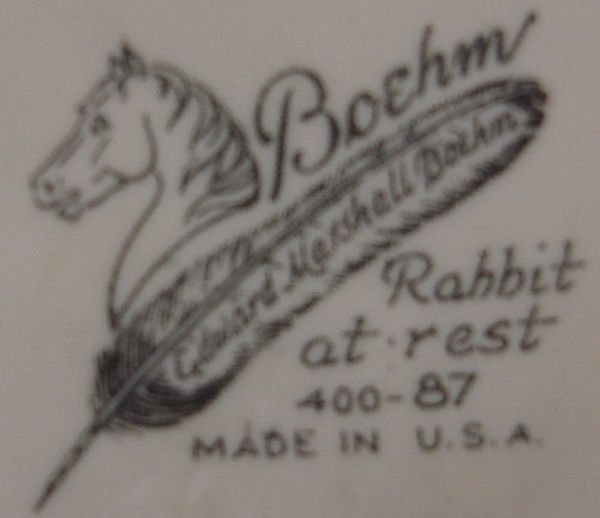 Boehm
Edward Marshall Boehm
Rabbit
at rest
400-87
MADE IN U.S.A.